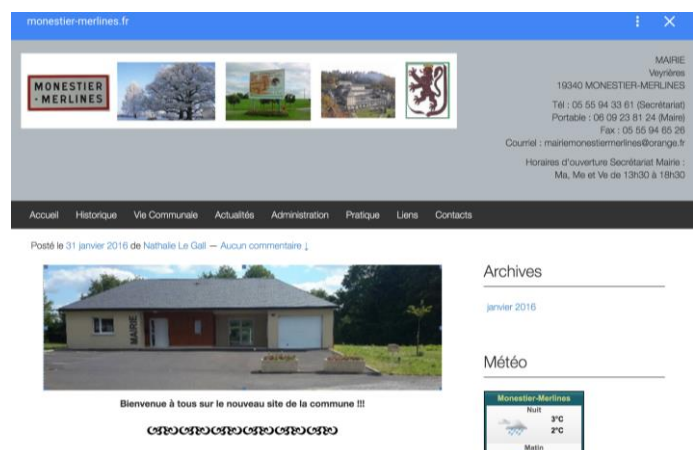 monestier-merlines.fr
MONESTIER
- MERLINES
MAIRIE
Veyrières
19340 MONESTIER-MERLINES
Tél : 05 55 94 33 61 (Secrétariat)
Portable : 06 09 23 81 24 (Maire)
Fax : 05 55 94 65 26
Courriel : mairiemonestiermerlines@orange.fr
Horaires d'ouverture Secrétariat Mairie :
Ma, Me et Ve de 13h30 à 18h30
Accueil Historique Vie Communale Actualités Administration Pratique Liens Contacts
Posté le 31 janvier 2016 de Nathalie Le Gall — Aucun commentaire ↓
MAIRIE
Bienvenue à tous sur le nouveau site de la commune !!!
Archives
janvier 2016
Météo
Monestier-Merlines
Nuit
3°C
2°C
Matin